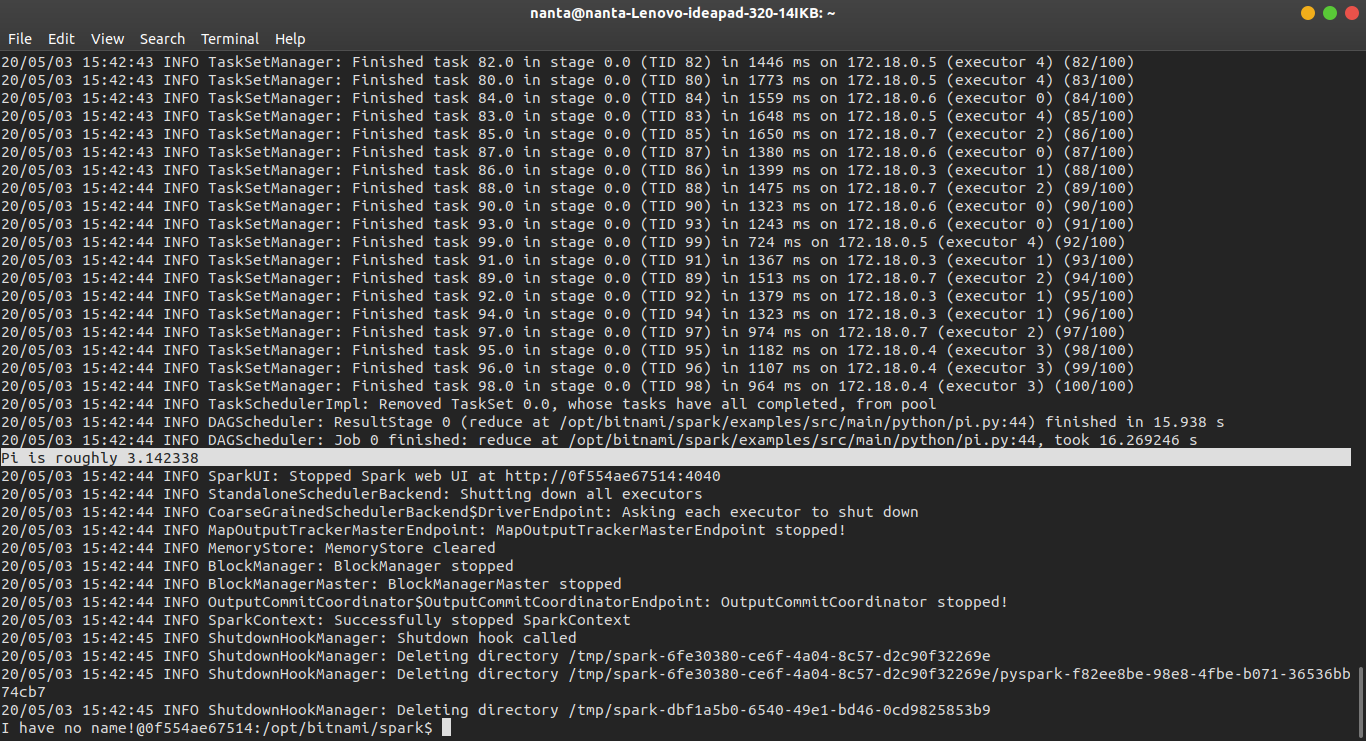 nanta@nanta-Lenovo-ideapad-320-14IKB: ~
File Edit View Search Terminal Help
20/05/03 15:42:43 INFO TaskSetManager: Finished task 82.0 in stage 0.0 (TID 82) in 1446 ms on 172.18.0.5 (executor 4) (82/100)
20/05/03 15:42:43 INFO TaskSetManager: Finished task 80.0 in stage 0.0 (TID 80) in 1773 ms on 172.18.0.5 (executor 4) (83/100)
20/05/03 15:42:43 INFO TaskSetManager: Finished task 84.0 in stage 0.0 (TID 84) in 1559 ms on 172.18.0.6 (executor 0) (84/100)
20/05/03 15:42:43 INFO TaskSetManager: Finished task 83.0 in stage 0.0 (TID 83) in 1648 ms on 172.18.0.5 (executor 4) (85/100)
20/05/03 15:42:43 INFO TaskSetManager: Finished task 85.0 in stage 0.0 (TID 85) in 1650 ms on 172.18.0.7 (executor 2) (86/100)
20/05/03 15:42:43 INFO TaskSetManager: Finished task 87.0 in stage 0.0 (TID 87) in 1380 ms on 172.18.0.6 (executor 0) (87/100)
20/05/03 15:42:43 INFO TaskSetManager: Finished task 86.0 in stage 0.0 (TID 86) in 1399 ms on 172.18.0.3 (executor 1) (88/100)
20/05/03 15:42:44 INFO TaskSetManager: Finished task 88.0 in stage 0.0 (TID 88) in 1475 ms on 172.18.0.7 (executor 2) (89/100)
20/05/03 15:42:44 INFO TaskSetManager: Finished task 90.0 in stage 0.0 (TID 90) in 1323 ms on 172.18.0.6 (executor 0) (90/100)
20/05/03 15:42:44 INFO TaskSetManager: Finished task 93.0 in stage 0.0 (TID 93) in 1243 ms on 172.18.0.6 (executor 0) (91/100)
20/05/03 15:42:44 INFO TaskSetManager: Finished task 99.0 in stage 0.0 (TID 99) in 724 ms on 172.18.0.5 (executor 4) (92/100)
20/05/03 15:42:44 INFO TaskSetManager: Finished task 91.0 in stage 0.0 (TID 91) in 1367 ms on 172.18.0.3 (executor 1) (93/100)
20/05/03 15:42:44 INFO TaskSetManager: Finished task 89.0 in stage 0.0 (TID 89) in 1513 ms on 172.18.0.7 (executor 2) (94/100)
20/05/03 15:42:44 INFO TaskSetManager: Finished task 92.0 in stage 0.0 (TID 92) in 1379 ms on 172.18.0.3 (executor 1) (95/100)
20/05/03 15:42:44 INFO TaskSetManager: Finished task 94.0 in stage 0.0 (TID 94) in 1323 ms on 172.18.0.3 (executor 1) (96/100)
20/05/03 15:42:44 INFO TaskSetManager: Finished task 97.0 in stage 0.0 (TID 97) in 974 ms on 172.18.0.7 (executor 2) (97/100)
20/05/03 15:42:44 INFO TaskSetManager: Finished task 95.0 in stage 0.0 (TID 95) in 1182 ms on 172.18.0.4 (executor 3) (98/100)
20/05/03 15:42:44 INFO TaskSetManager: Finished task 96.0 in stage 0.0 (TID 96) in 1107 ms on 172.18.0.4 (executor 3) (99/100)
20/05/03 15:42:44 INFO TaskSetManager: Finished task 98.0 in stage 0.0 (TID 98) in 964 ms on 172.18.0.4 (executor 3) (100/100)
20/05/03 15:42:44 INFO TaskSchedulerImpl: Removed TaskSet 0.0, whose tasks have all completed, from pool
20/05/03 15:42:44 INFO DAGScheduler: ResultStage 0 (reduce at /opt/bitnami/spark/examples/src/main/python/pi.py:44) finished in 15.938 s
20/05/03 15:42:44 INFO DAGScheduler: Job 0 finished: reduce at /opt/bitnami/spark/examples/src/main/python/pi.py:44, took 16.269246 s
Pi is roughly 3.142338
20/05/03 15:42:44 INFO SparkUI: Stopped Spark web UI at http://0f554ae67514:4040
20/05/03 15:42:44 INFO StandaloneSchedulerBackend: Shutting down all executors
20/05/03 15:42:44 INFO CoarseGrainedSchedulerBackend$DriverEndpoint: Asking each executor to shut down
20/05/03 15:42:44 INFO MapOutputTrackerMasterEndpoint: MapOutputTrackerMasterEndpoint stopped!
20/05/03 15:42:44 INFO MemoryStore: MemoryStore cleared
20/05/03 15:42:44 INFO BlockManager: BlockManager stopped
20/05/03 15:42:44 INFO BlockManagerMaster: BlockManagerMaster stopped
20/05/03 15:42:44 INFO OutputCommitCoordinator$OutputCommitCoordinatorEndpoint: OutputCommitCoordinator stopped!
20/05/03 15:42:44 INFO SparkContext: Successfully stopped SparkContext
20/05/03 15:42:45 INFO ShutdownHookManager: Shutdown hook called
20/05/03 15:42:45 INFO ShutdownHookManager: Deleting directory /tmp/spark-6fe30380-ce6f-4a04-8c57-d2c90f32269e
20/05/03 15:42:45 INFO ShutdownHookManager: Deleting directory /tmp/spark-6fe30380-ce6f-4a04-8c57-d2c90f32269e/pyspark-f82ee8be-98e8-4fbe-b071-36536bb
74cb7
20/05/03 15:42:45 INFO ShutdownHookManager: Deleting directory /tmp/spark-dbf1a5b0-6540-49e1-bd46-0cd9825853b9
I have no name!@0f554ae67514:/opt/bitnami/spark$